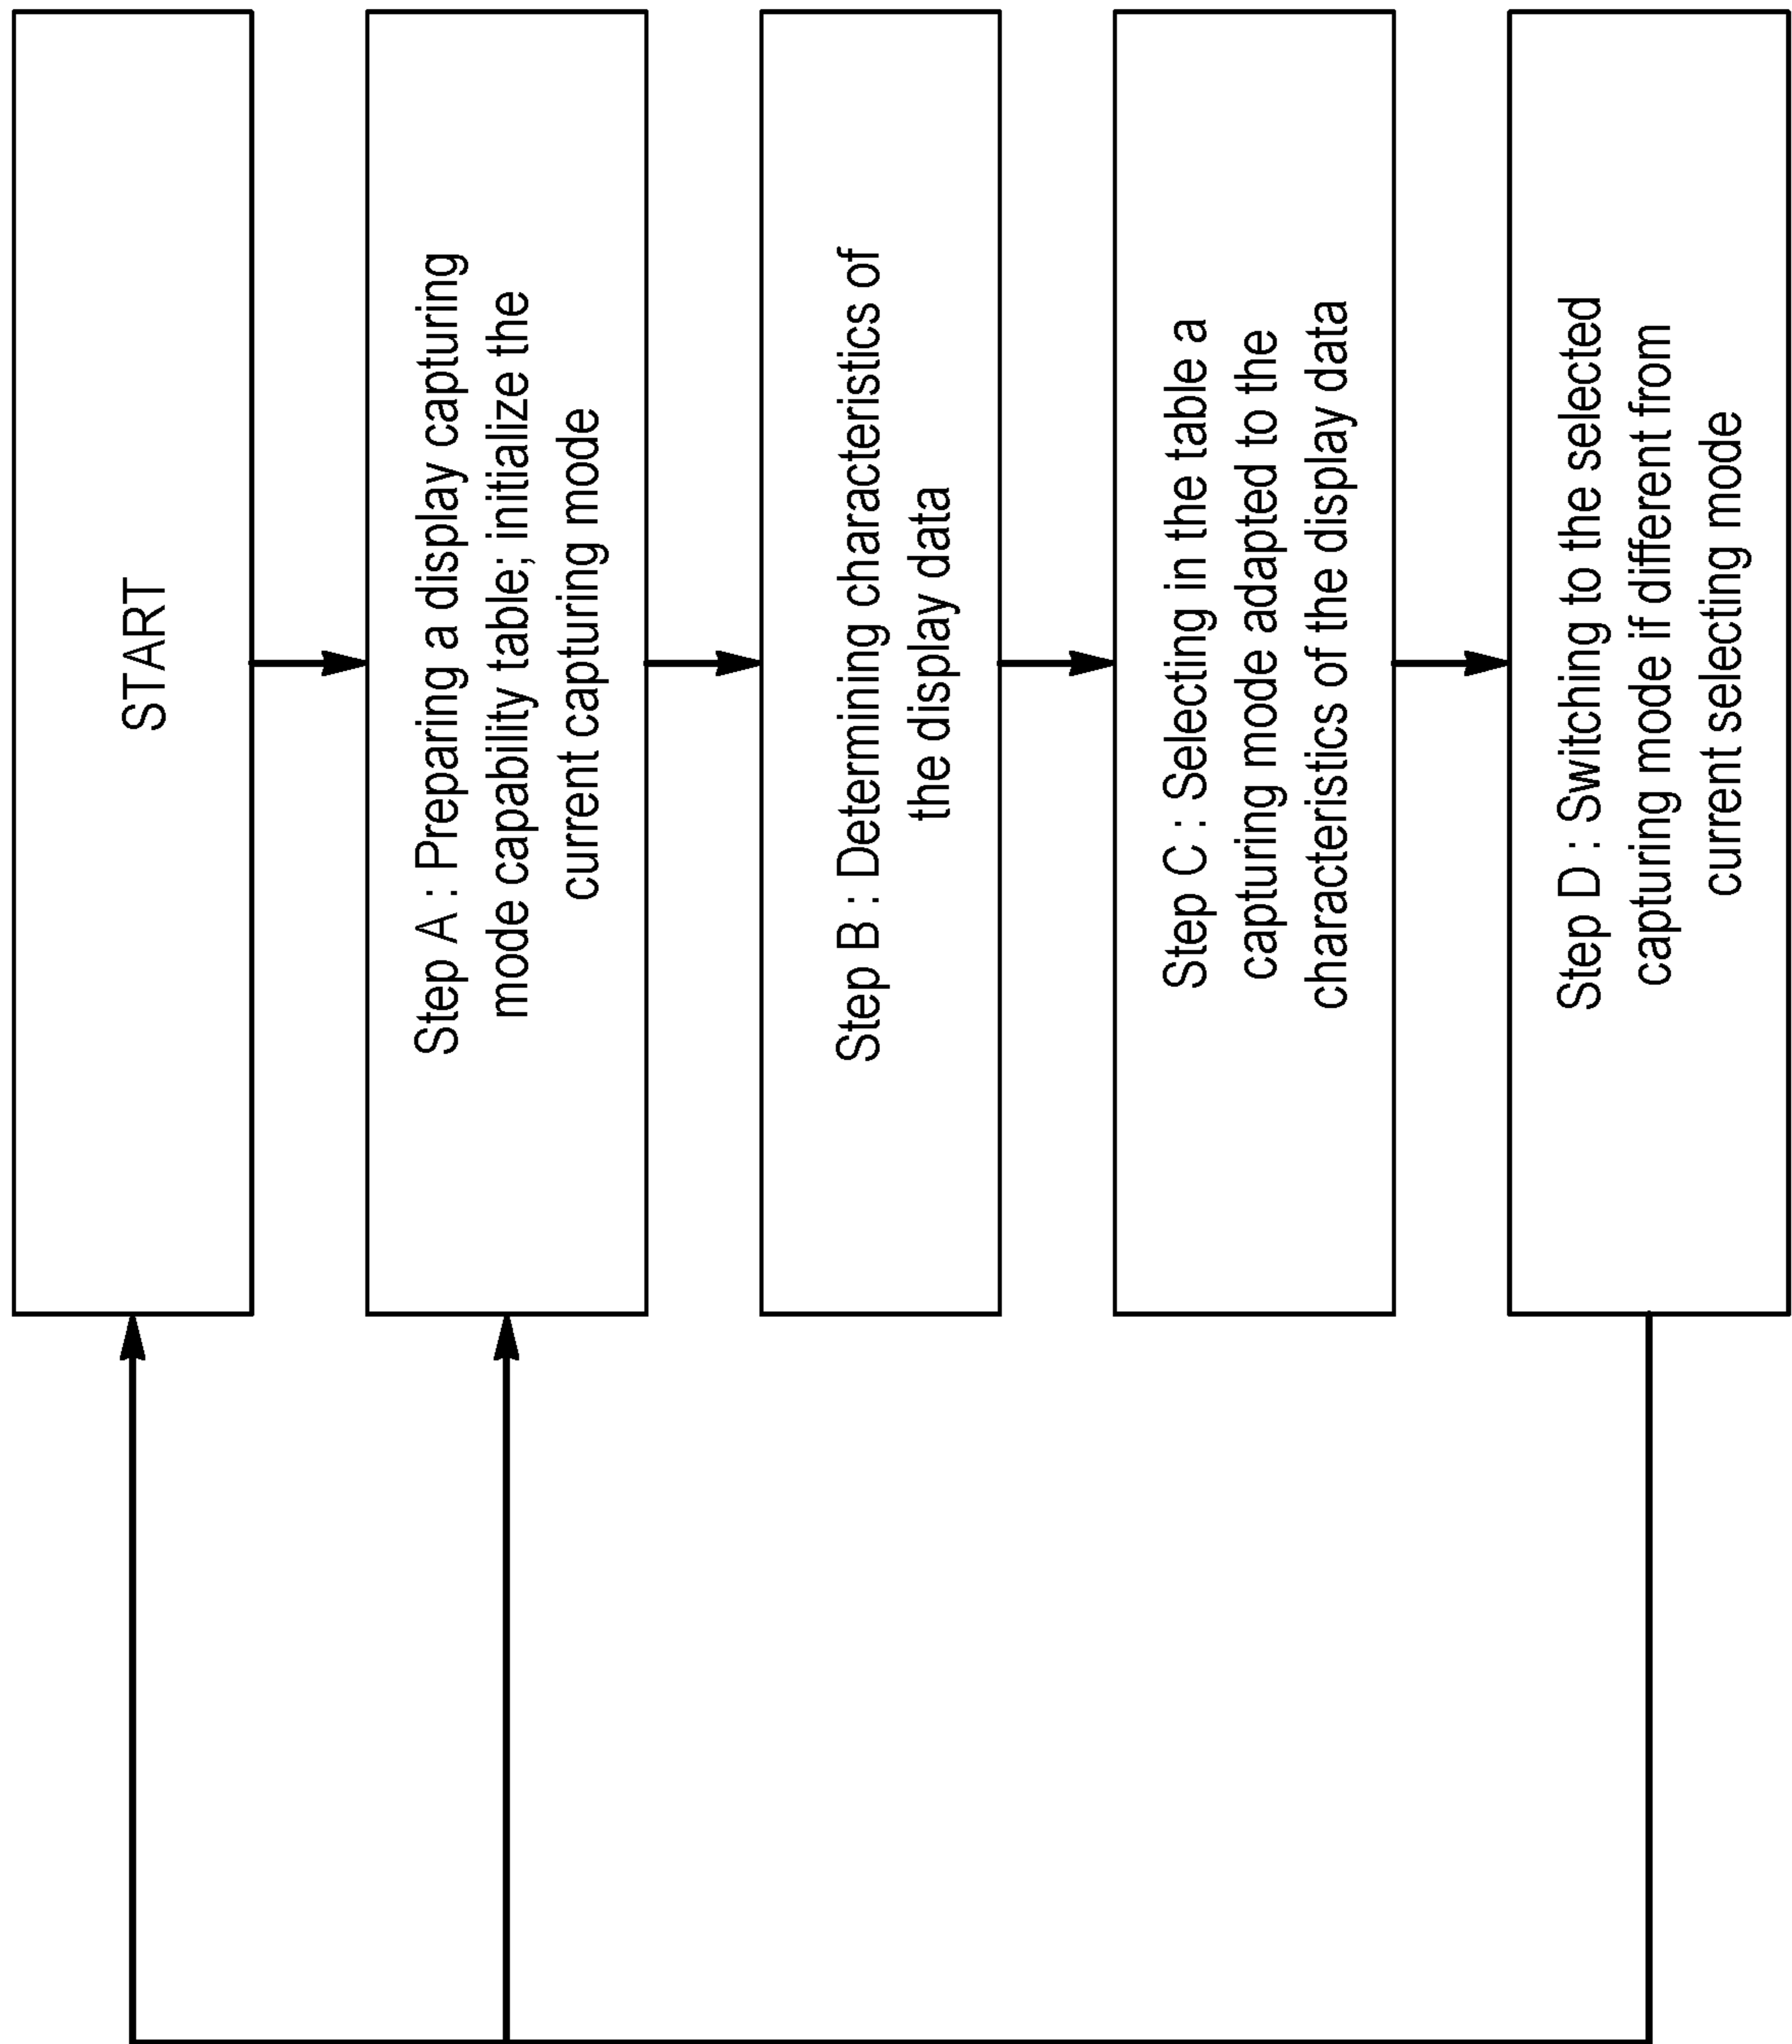 START
Step A : Preparing a display capturing
mode capability table; initialize the
current capturing mode
Step B : Determining characteristics of
the display data
Step C : Selecting in the table a
capturing mode adapted to the
characteristics of the display data
Step D : Switching to the selected
capturing mode if different from
current selecting mode